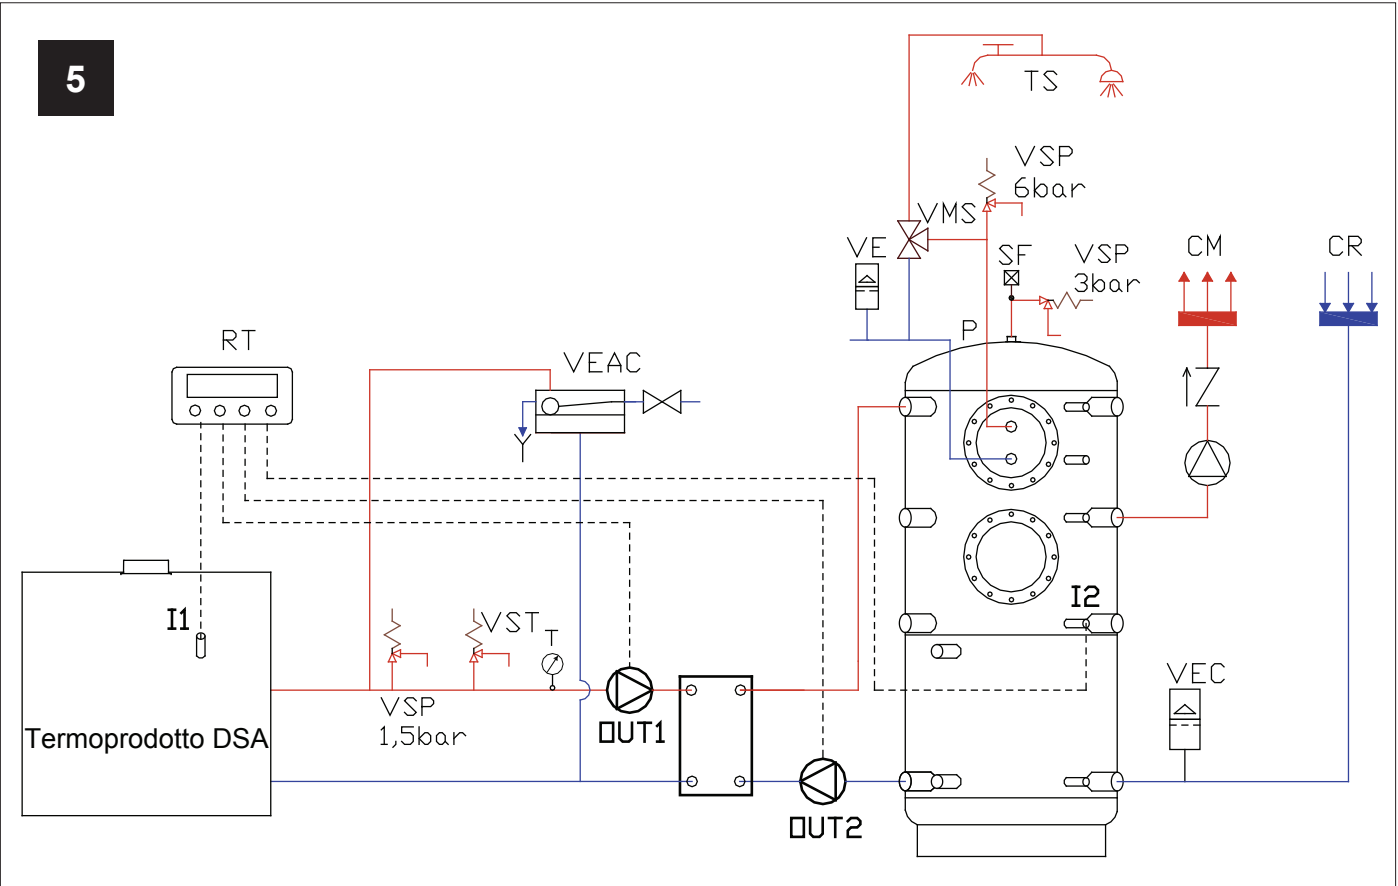 5
TS
VSP
6bar
VMS
VE
SF
VSP
3bar
CM
CR
P
RT
VEAC
I1
I2
VST
T
VSP
1,5bar
OUT1
VEC
Termoprodotto DSA
OUT2